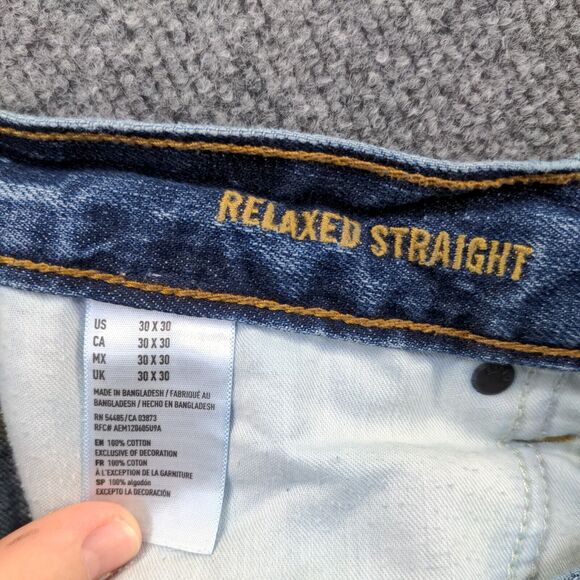 RELAXED STRAIGHT
US 30 X 30
CA 30 X 30
MX 30 X 30
UK 30 X 30
MADE IN BANGLADESH / FABRIQUÉ AU
BANGLADESH / HECHO EN BANGLADESH
RN 54485/CA 03873
RFC# AEM120605U9A
EN 100% COTTON
EXCLUSIVE OF DECORATION
FR 100% COTON
À L'EXCEPTION DE LA GARNITURE
SP 100% algodón
EXCEPTO LA DECORACIÓN